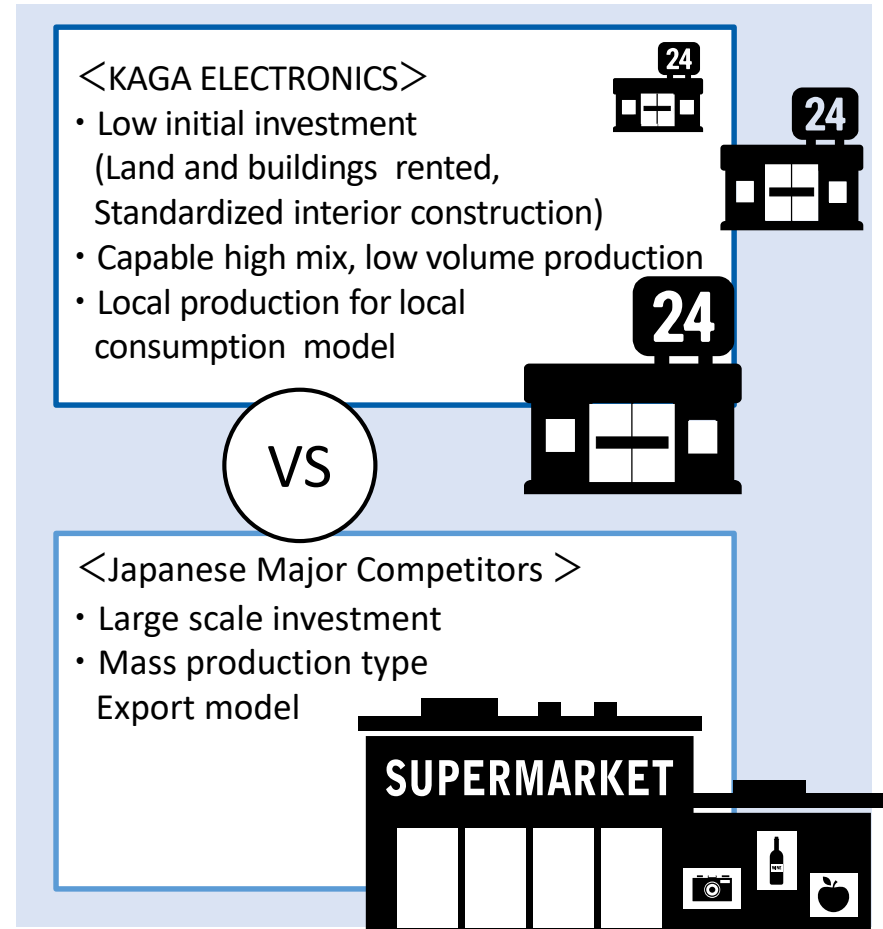 24
<KAGA ELECTRONICS>
・Low initial investment
(Land and buildings rented,
Standardized interior construction)
24
・Capable high mix, low volume production
・Local production for local
consumption model
24
VS
<Japanese Major Competitors >
・Large scale investment
・Mass production type
Export model
SUPERMARKET